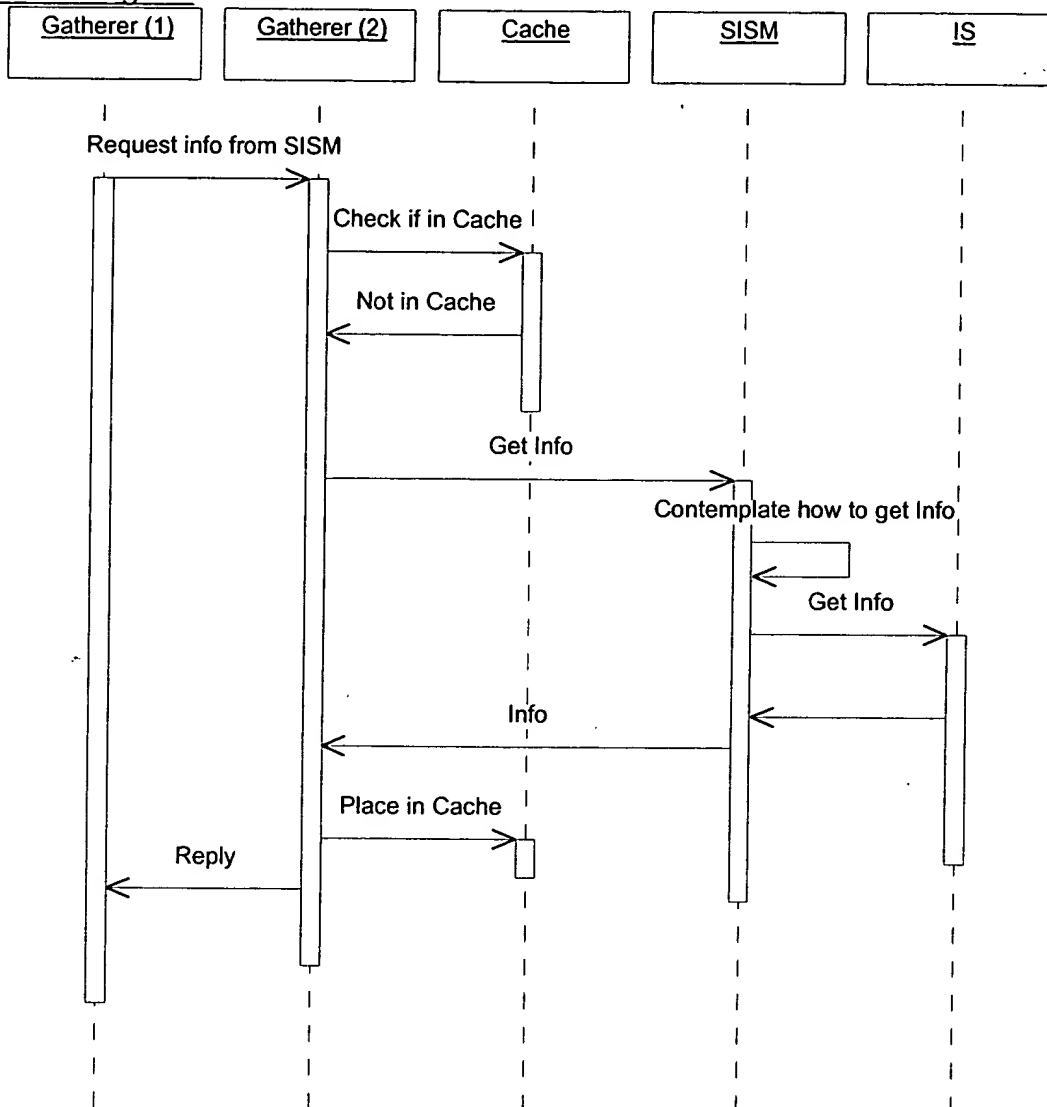 Gatherer (1)
Gatherer (2)
Cache
SISM
IS
Request info from SISM
Check if in Cache
Not in Cache
Get Info
Contemplate how to get Info
Get Info
Info
Place in Cache
Reply